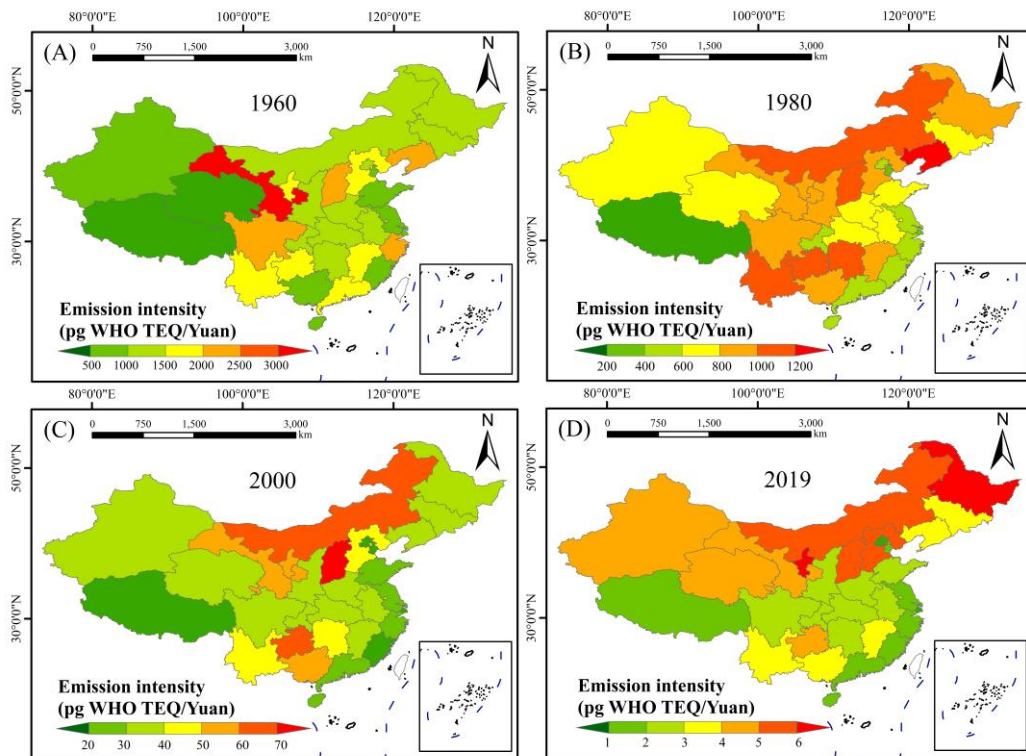 80°0'0"E 100°0'0"E 120°0'0"E
(A)
0 750 1,500 3,000
km
N
1960
50°0'0"N
30°0'0"N
Emission intensity
(pg WHO TEQ/Yuan)
500 1000 1500 2000 2500 3000
80°0'0"E 100°0'0"E 120°0'0"E
(B)
0 750 1,500 3,000
km
N
1980
50°0'0"N
30°0'0"N
Emission intensity
(pg WHO TEQ/Yuan)
200 400 600 800 1000 1200
80°0'0"E 100°0'0"E 120°0'0"E
(C)
0 750 1,500 3,000
km
N
2000
50°0'0"N
30°0'0"N
Emission intensity
(pg WHO TEQ/Yuan)
20 30 40 50 60 70
80°0'0"E 100°0'0"E 120°0'0"E
(D)
0 750 1,500 3,000
km
N
2019
50°0'0"N
30°0'0"N
Emission intensity
(pg WHO TEQ/Yuan)
1 2 3 4 5 6